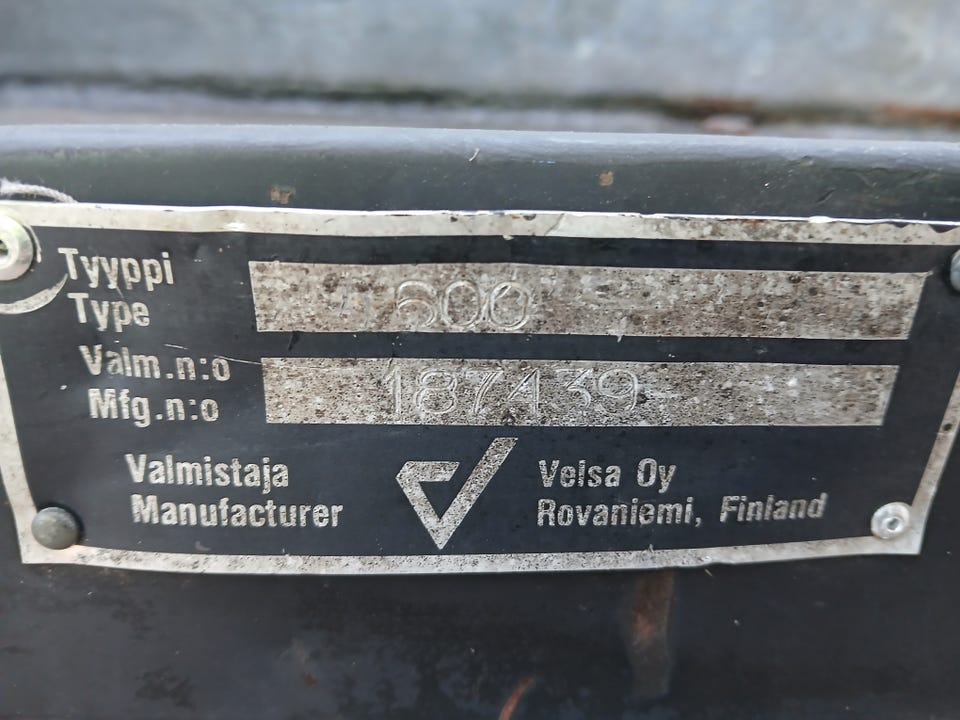 Tyyppi
Type
600
Valm.n:o
Mfg.n:o
187439
Valmistaja
Manufacturer
Velsa Oy
Rovaniemi, Finland